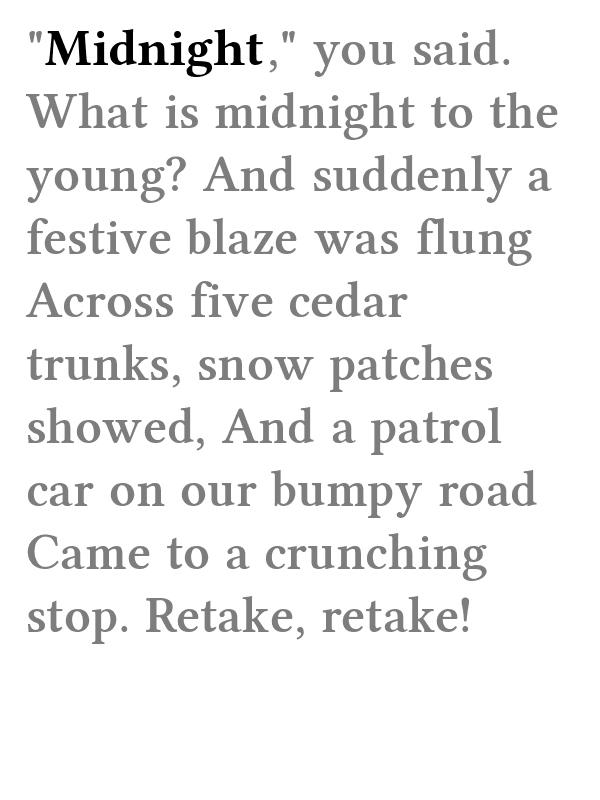 "Midnight," you said.
What is midnight to the
young? And suddenly a
festive blaze was flung
Across five cedar
trunks, snow patches
showed, And a patrol
car on our bumpy road
Came to a crunching
stop. Retake, retake!